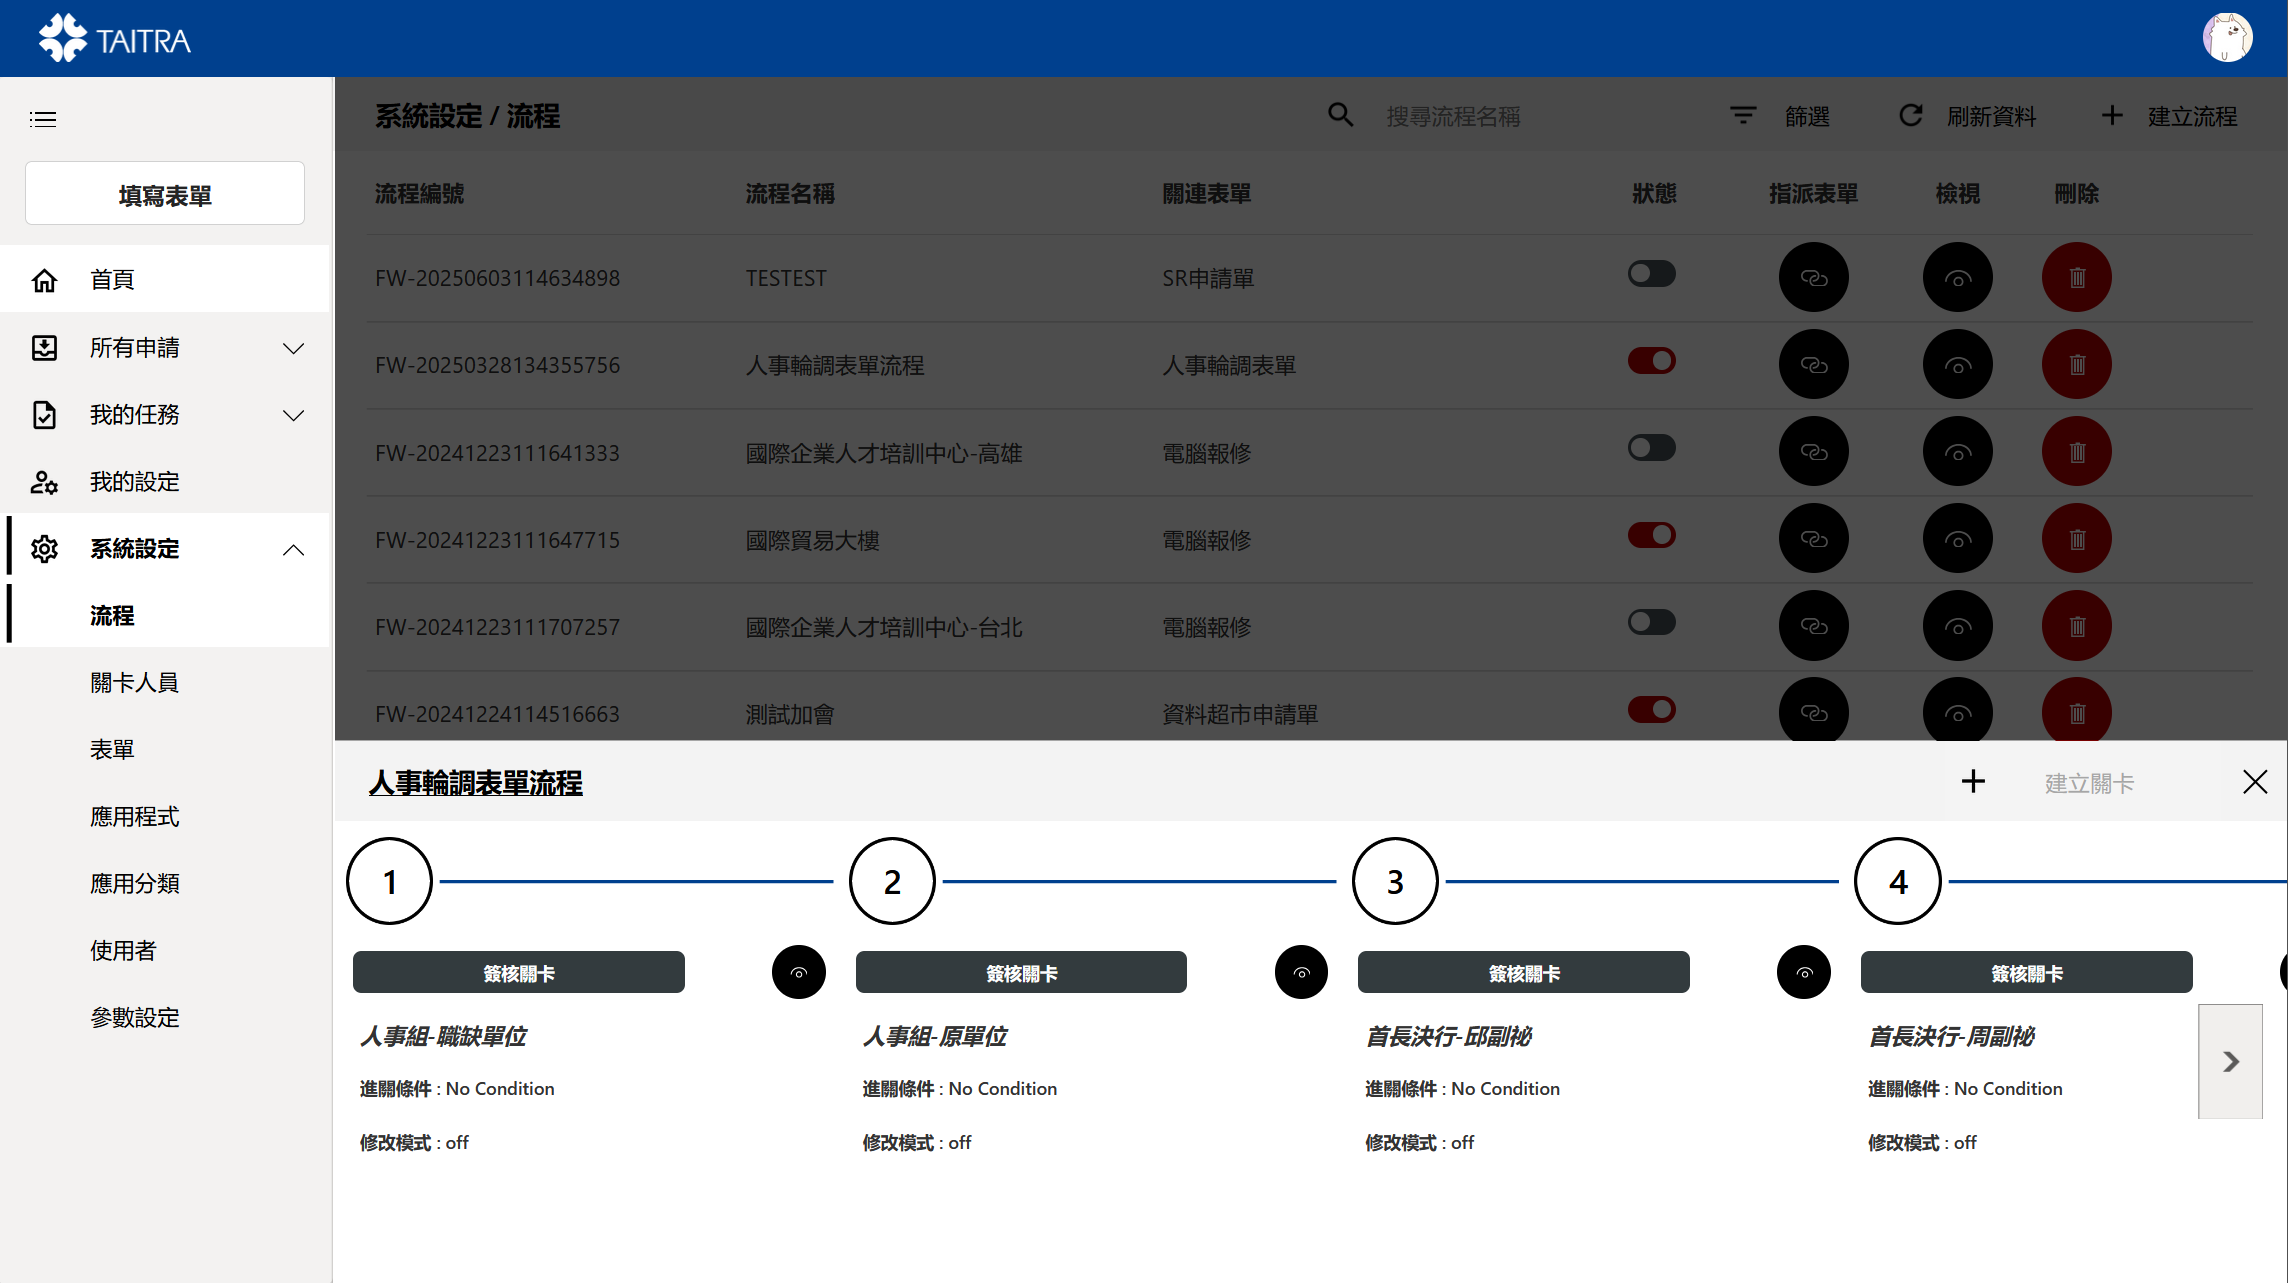 TAITRA
系統設定 / 流程
搜尋流程名稱
篩選
刷新資料
建立流程
填寫表單
首頁
所有申請
我的任務
我的設定
系統設定
流程
關卡人員
表單
應用程式
應用分類
使用者
參數設定
流程編號 流程名稱 關連表單 狀態 指派表單 檢視 刪除
FW-20250603114634898 TESTEST SR申請單
FW-20250328134355756 人事輪調表單流程 人事輪調表單
FW-20241223111641333 國際企業人才培訓中心-高雄 電腦報修
FW-20241223111647715 國際貿易大樓 電腦報修
FW-20241223111707257 國際企業人才培訓中心-台北 電腦報修
FW-20241224114516663 測試加會 資料超市申請單
人事輪調表單流程
建立關卡
1 2 3 4
簽核關卡 簽核關卡 簽核關卡 簽核關卡
人事組-職缺單位 人事組-原單位 首長決行-邱副祕 首長決行-周副祕
進關條件 : No Condition 進關條件 : No Condition 進關條件 : No Condition 進關條件 : No Condition
修改模式 : off 修改模式 : off 修改模式 : off 修改模式 : off